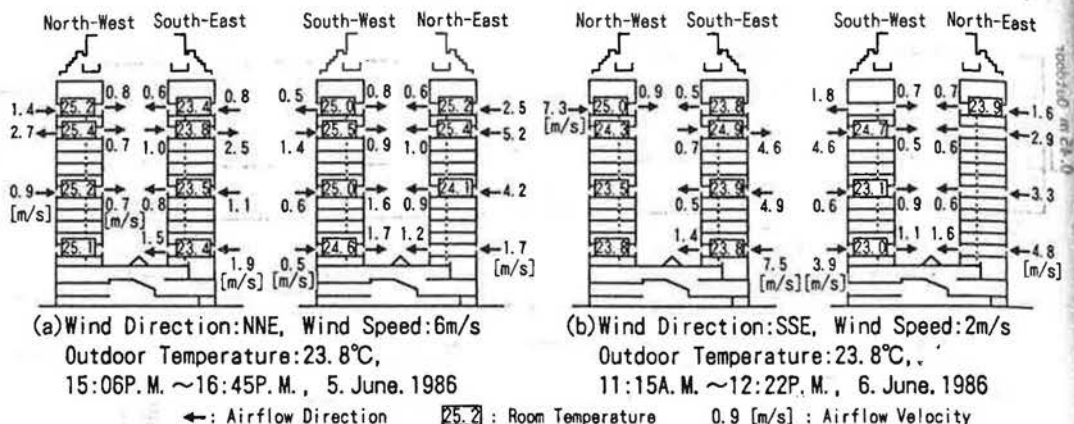 North-West South-East South-West North-East North-West South-East South-West North-East
0.8 0.6 0.8 0.6 0.9 0.5 0.7 0.7
1.4 25.2 23.4 0.8 0.5 25.0 25.2 2.5 7.3 25.0 23.8 1.8 23.9 1.6
[m/s]
2.7 25.4 23.8 25.5 25.4 5.2 24.3 24.9 24.7 2.9
0.7 1.0 2.5 1.4 0.9 1.0 0.7 4.6 4.6 0.5 0.6
0.9 25.2 23.5 25.0 24.1 4.2 23.5 23.9 23.1 3.3
[m/s] 0.7 0.8 1.1 0.6 1.6 0.9 0.5 4.9 0.6 0.9 0.6
[m/s]
1.5 1.7 1.2 1.4 1.1 1.6
25.1 23.4 24.6 1.7 23.8 23.8 23.0 4.8
1.9 0.5 [m/s] 7.5 3.9 [m/s]
[m/s] [m/s] [m/s] [m/s]
(a)Wind Direction:NNE, Wind Speed:6m/s (b)Wind Direction:SSE, Wind Speed:2m/s
Outdoor Temperature:23.8°C, Outdoor Temperature:23.8°C,
15:06P.M.~16:45P.M., 5.June.1986 11:15A.M.~12:22P.M., 6.June.1986
←: Airflow Direction 25.2 : Room Temperature 0.9 [m/s] : Airflow Velocity